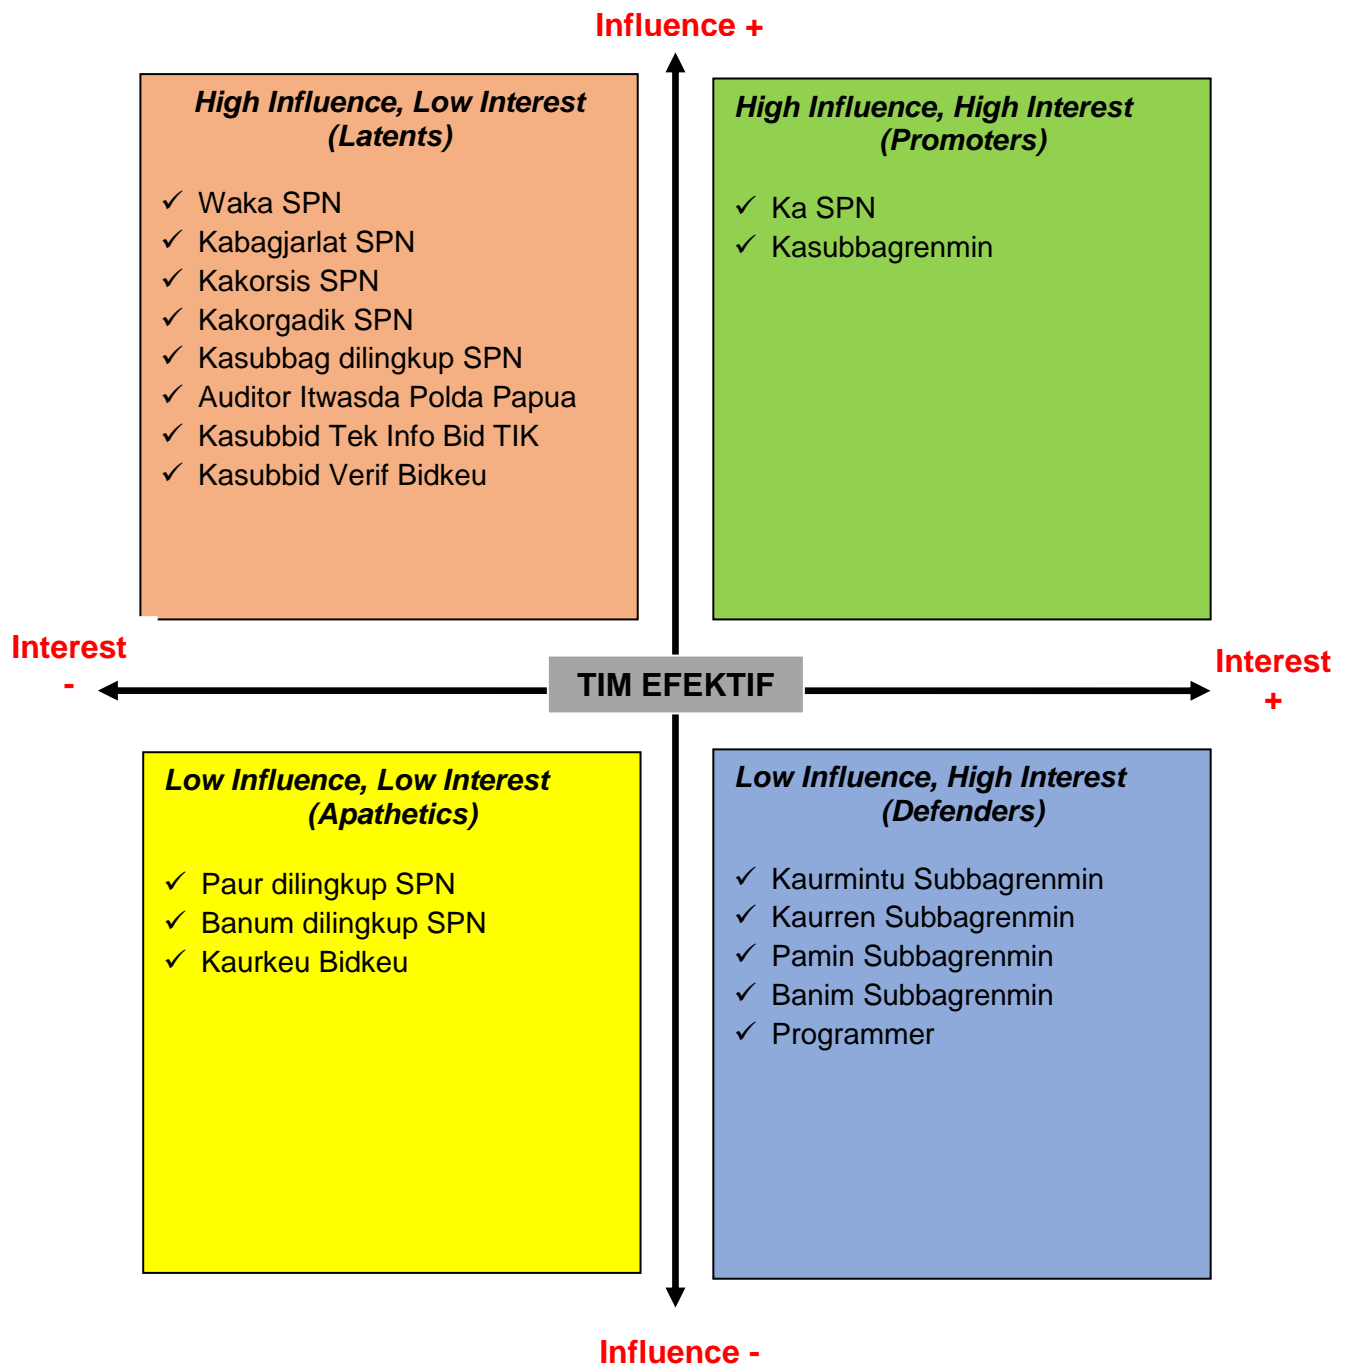 Influence +
High Influence, Low Interest
(Latents)
✓ Waka SPN
✓ Kabagjarlat SPN
✓ Kakorsis SPN
✓ Kakorgadik SPN
✓ Kasubbag dilingkup SPN
✓ Auditor Itwasda Polda Papua
✓ Kasubbid Tek Info Bid TIK
✓ Kasubbid Verif Bidkeu
High Influence, High Interest
(Promoters)
✓ Ka SPN
✓ Kasubbagrenmin
Interest
-
TIM EFEKTIF
Interest
+
Low Influence, Low Interest
(Apathetics)
✓ Paur dilingkup SPN
✓ Banum dilingkup SPN
✓ Kaurkeu Bidkeu
Low Influence, High Interest
(Defenders)
✓ Kaurmintu Subbagrenmin
✓ Kaurren Subbagrenmin
✓ Pamin Subbagrenmin
✓ Banim Subbagrenmin
✓ Programmer
Influence -